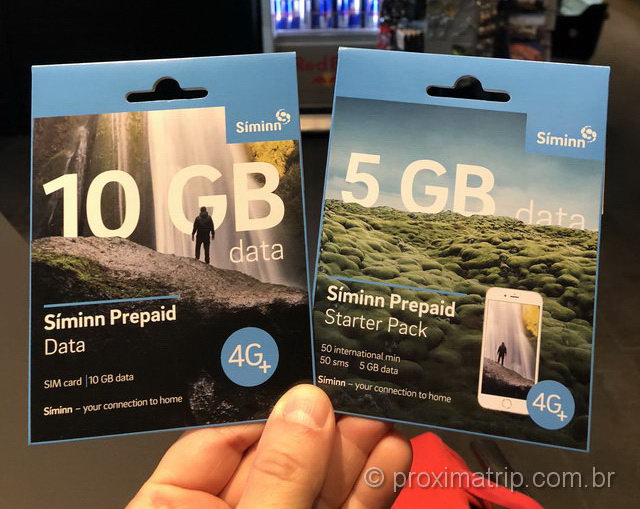 Red Bull
Síminn
10 GB
data
Síminn Prepaid
Data
SIM card | 10 GB data
Síminn – your connection to home
4G+
Síminn
5 GB
data
Síminn Prepaid
Starter Pack
50 international min
50 sms 5 GB data
Síminn – your connection to home
4G+
© proximatrip.com.br